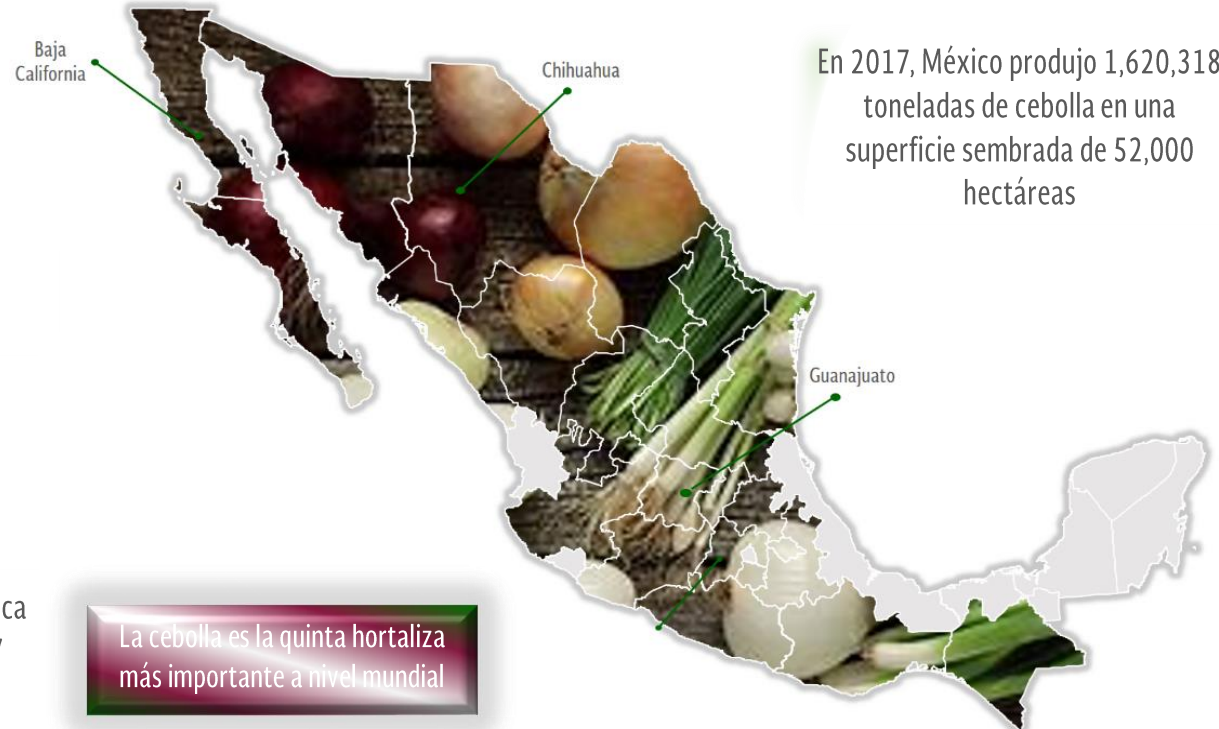 Baja
California
Chihuahua
En 2017, México produjo 1,620,318
toneladas de cebolla en una
superficie sembrada de 52,000
hectáreas
Guanajuato
ca
y
La cebolla es la quinta hortaliza
más importante a nivel mundial